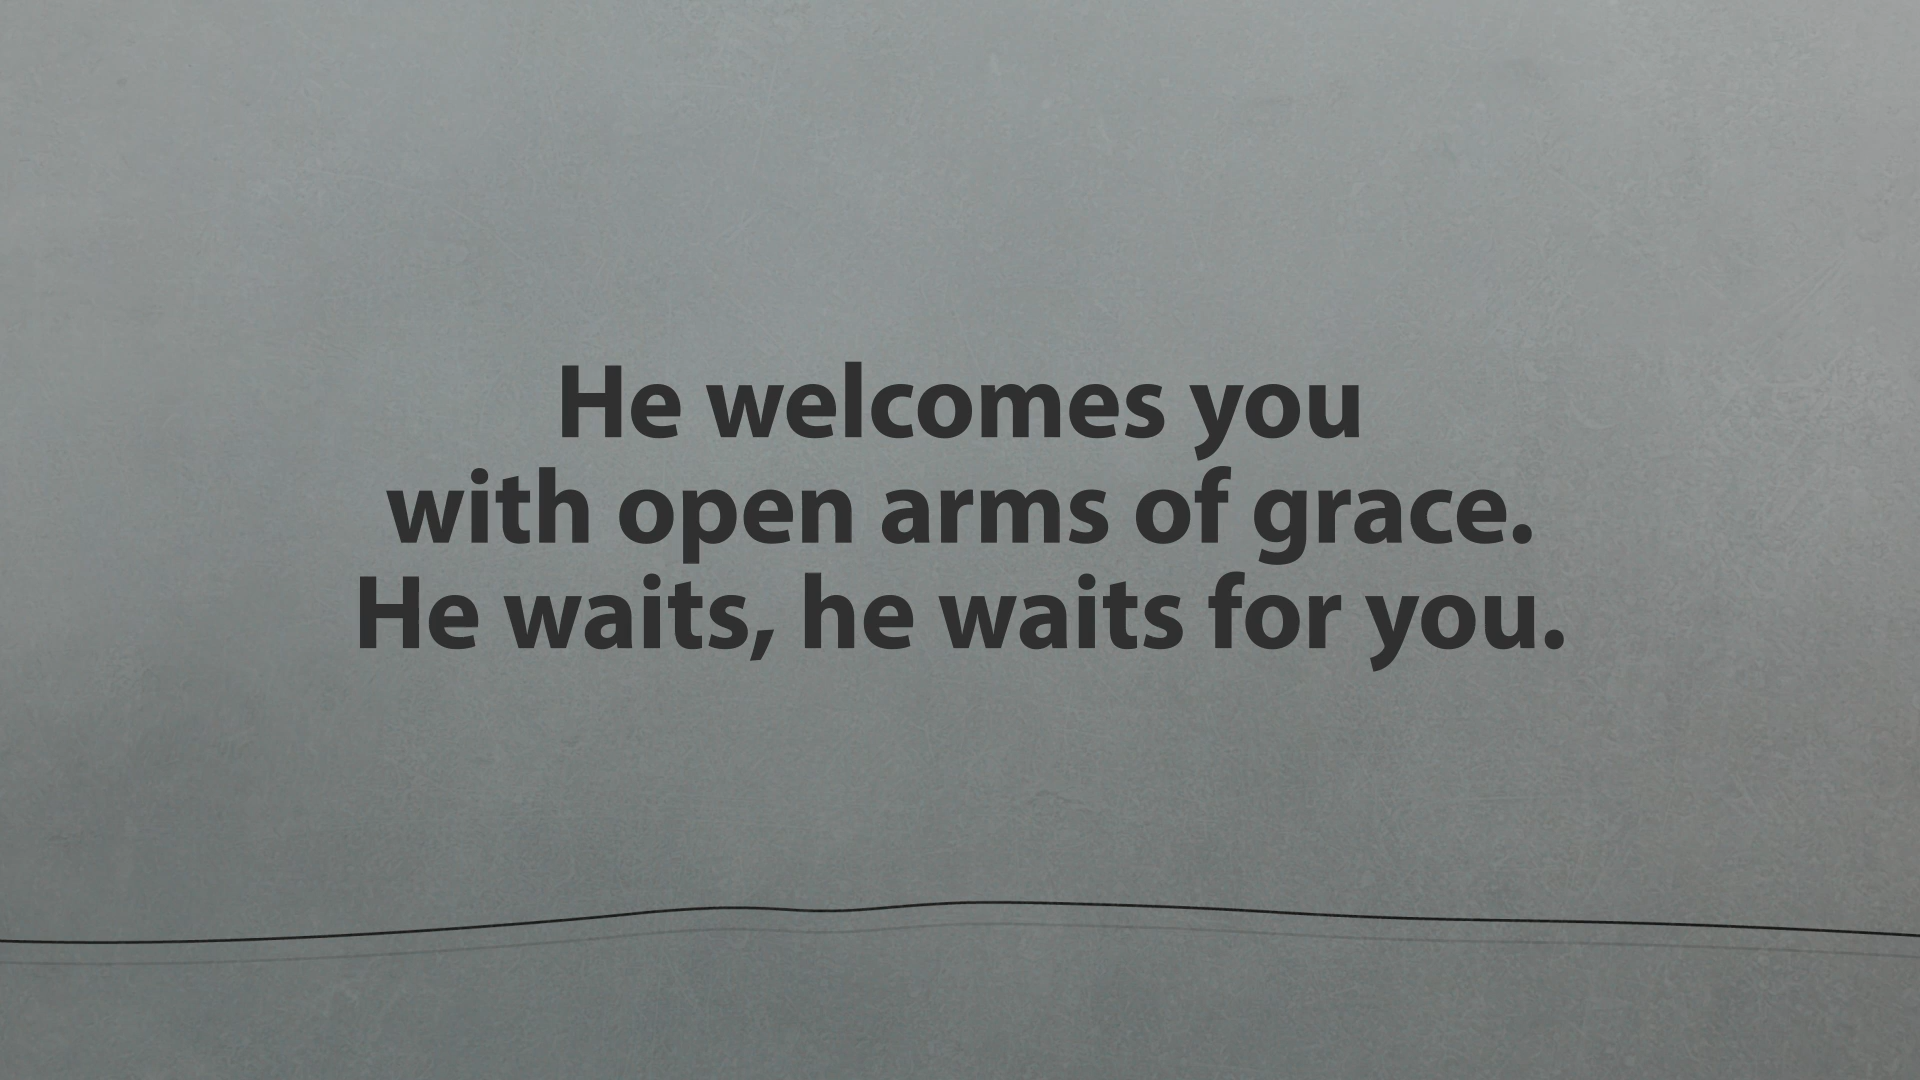 He welcomes you
with open arms of grace.
He waits, he waits for you.